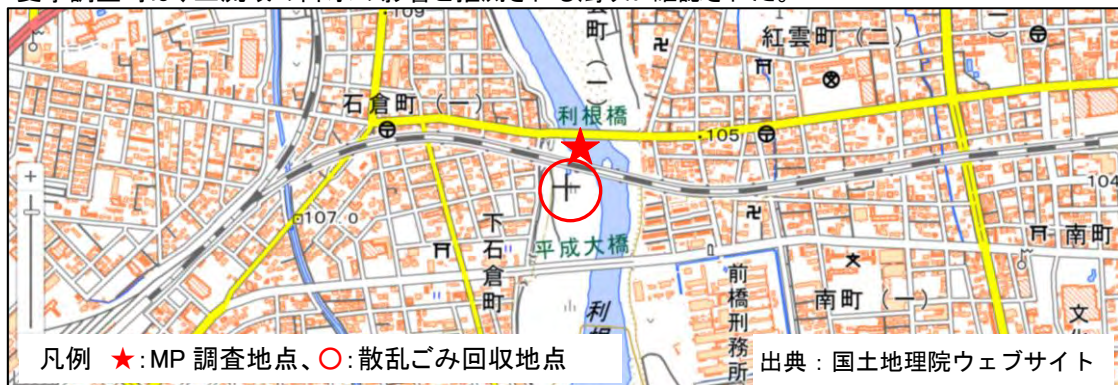 109
紅雲町（二）
石倉町（一）
利根橋
105
107.0
104
下石倉町
平成大橋
南町
前橋刑務所
南町（一）
利根
文
凡例　★：MP 調査地点、○：散乱ごみ回収地点
出典：国土地理院ウェブサイト